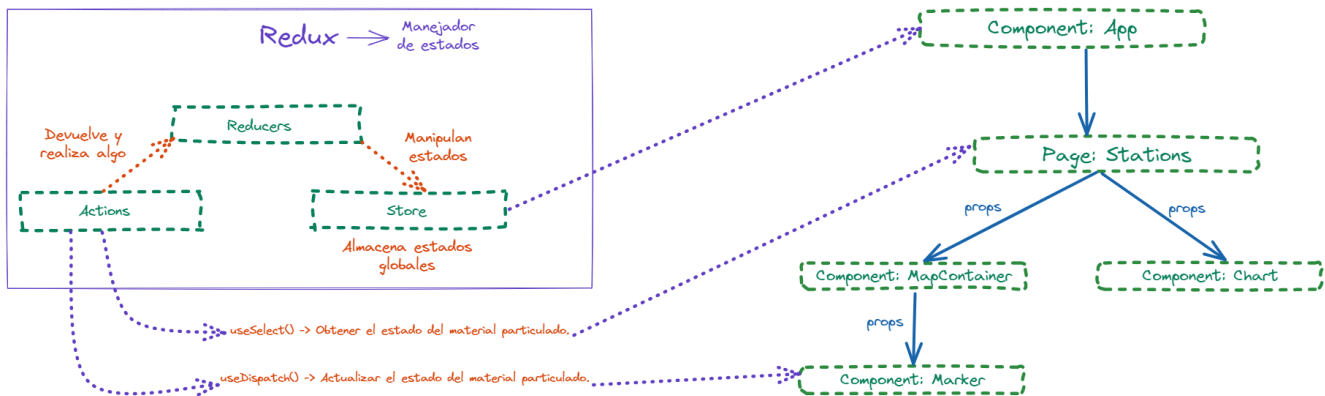 Redux
Manejador
de estados
Component: App
Devuelve y
realiza algo
Reducers
Manipulan
estados
Page: Stations
Actions
Store
Almacena estados
globales
props
props
Component: MapContainer
Component: Chart
useSelect() -> Obtener el estado del material particulado.
props
useDispatch() -> Actualizar el estado del material particulado.
Component: Marker